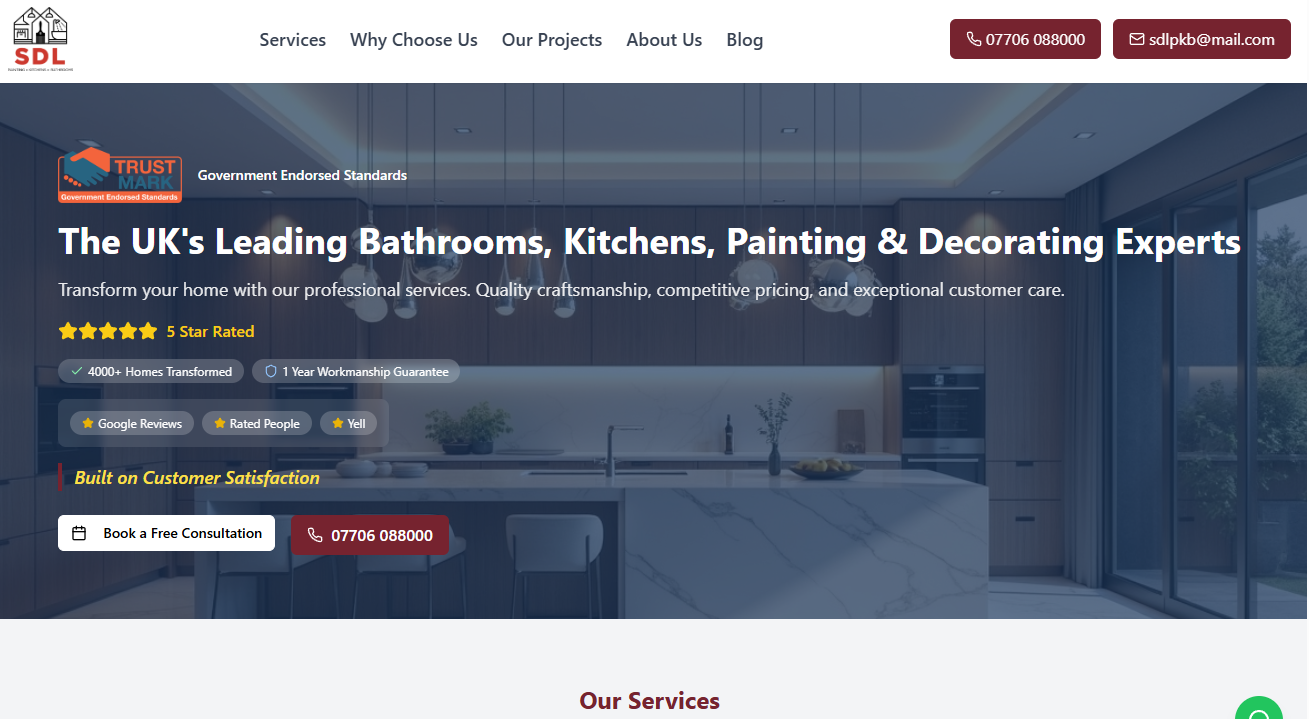 SDL
Services
Why Choose Us
Our Projects
About Us
Blog
07706 088000
sdlpkb@mail.com
TRUST
MARK
Government Endorsed Standards
Government Endorsed Standards
The UK's Leading Bathrooms, Kitchens, Painting & Decorating Experts
Transform your home with our professional services. Quality craftsmanship, competitive pricing, and exceptional customer care.
5 Star Rated
4000+ Homes Transformed
1 Year Workmanship Guarantee
Google Reviews
Rated People
Yell
Built on Customer Satisfaction
Book a Free Consultation
07706 088000
Our Services